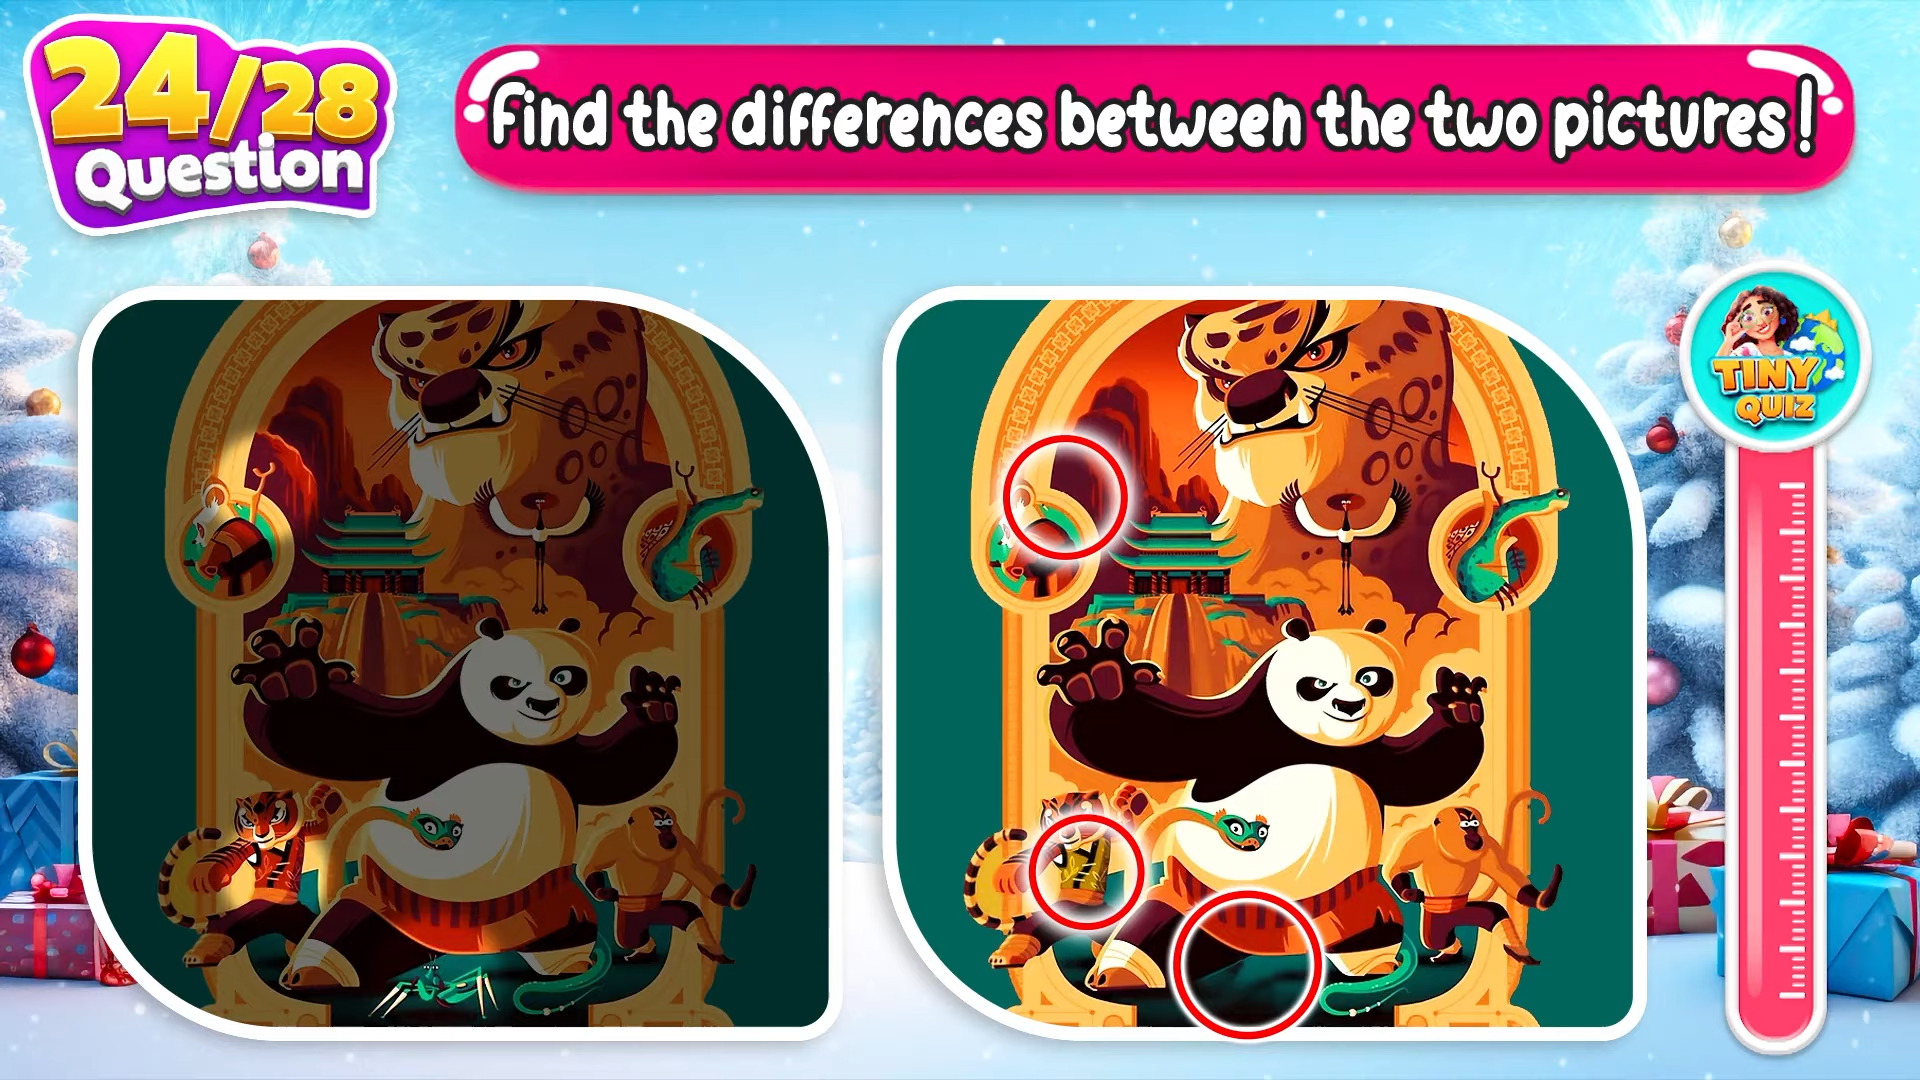 24/28
Question
Find the differences between the two pictures!
TINY
QUIZ